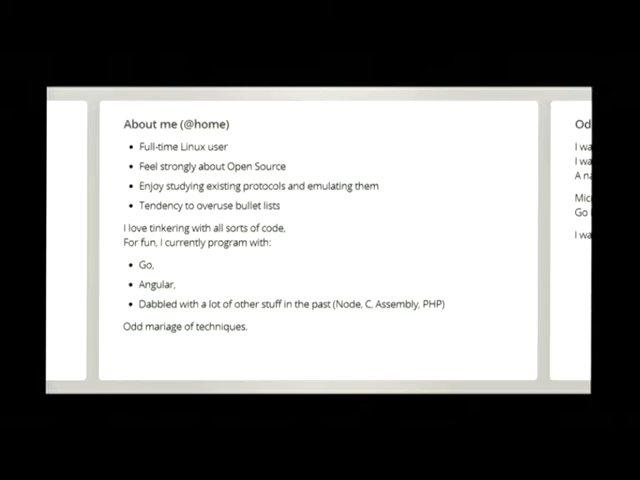 About me (@home)
• Full-time Linux user
• Feel strongly about Open Source
• Enjoy studying existing protocols and emulating them
• Tendency to overuse bullet lists
I love tinkering with all sorts of code,
For fun, I currently program with:
• Go,
• Angular,
• Dabbled with a lot of other stuff in the past (Node, C, Assembly, PHP)
Odd mariage of techniques.
Od
I wa
I wa
A na
Go
I wa